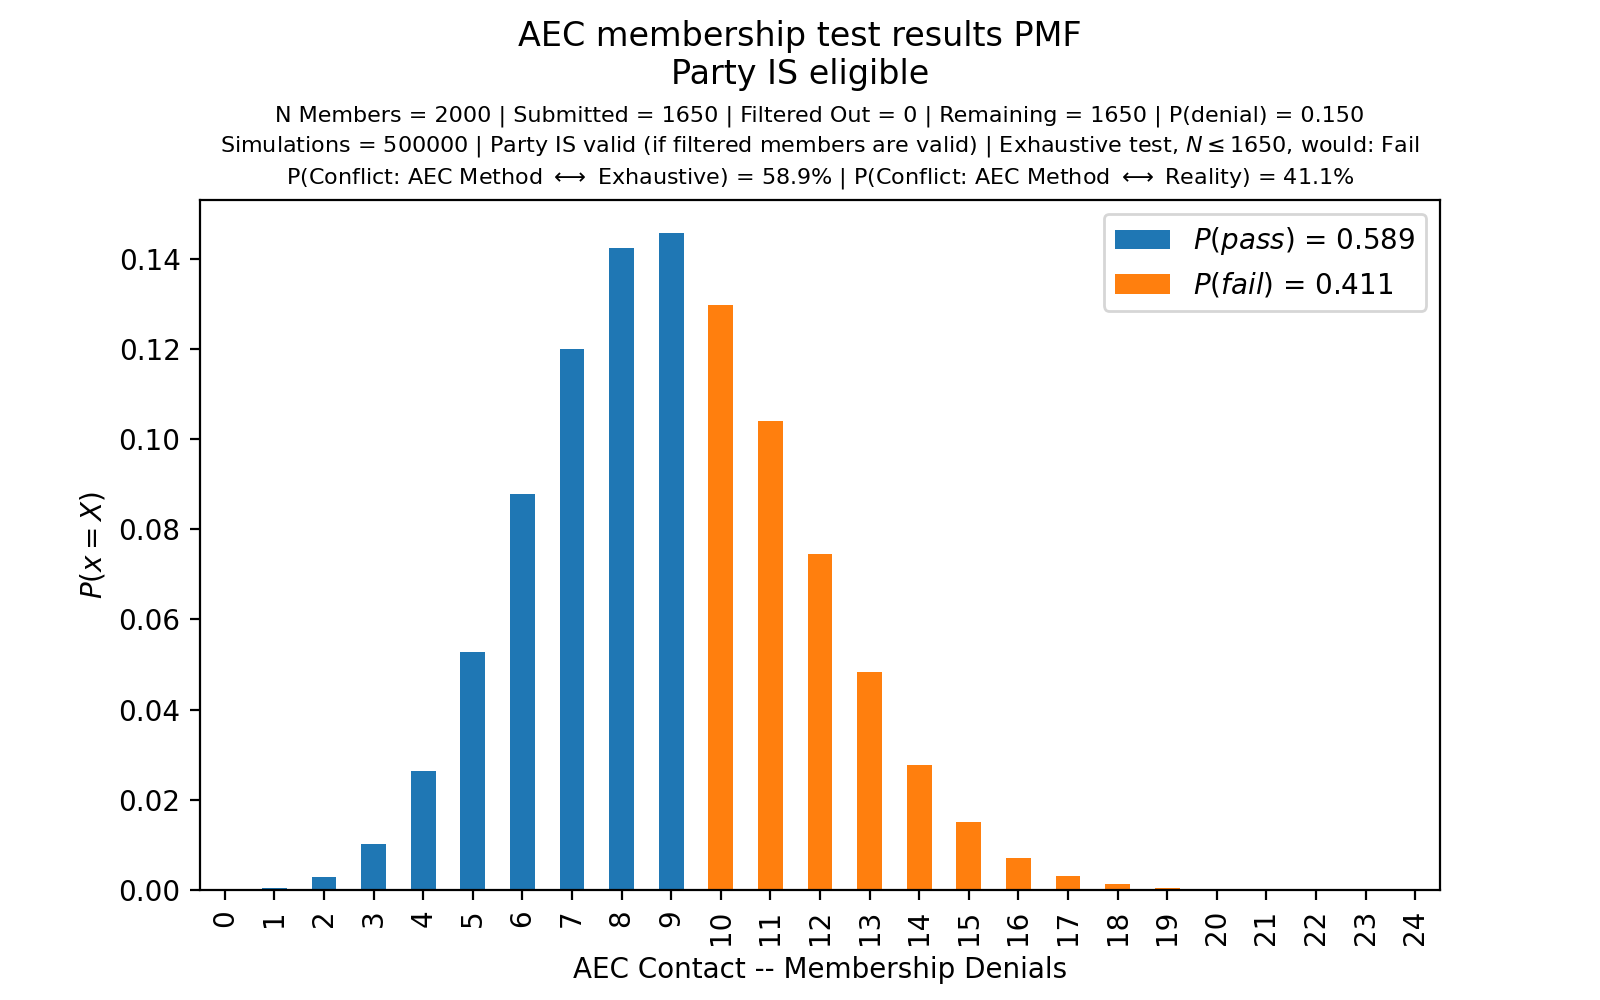 AEC membership test results PMF
Party IS eligible
N Members = 2000 | Submitted = 1650 | Filtered Out = 0 | Remaining = 1650 | P(denial) = 0.150
Simulations = 500000 | Party IS valid (if filtered members are valid) | Exhaustive test, N ≤ 1650, would: Fail
P(Conflict: AEC Method ⟷ Exhaustive) = 58.9% | P(Conflict: AEC Method ⟷ Reality) = 41.1%
P(pass) = 0.589
P(fail) = 0.411
0.14
0.12
0.10
0.08
0.06
0.04
0.02
0.00
P(x = X)
0 1 2 3 4 5 6 7 8 9 10 11 12 13 14 15 16 17 18 19 20 21 22 23 24
AEC Contact -- Membership Denials